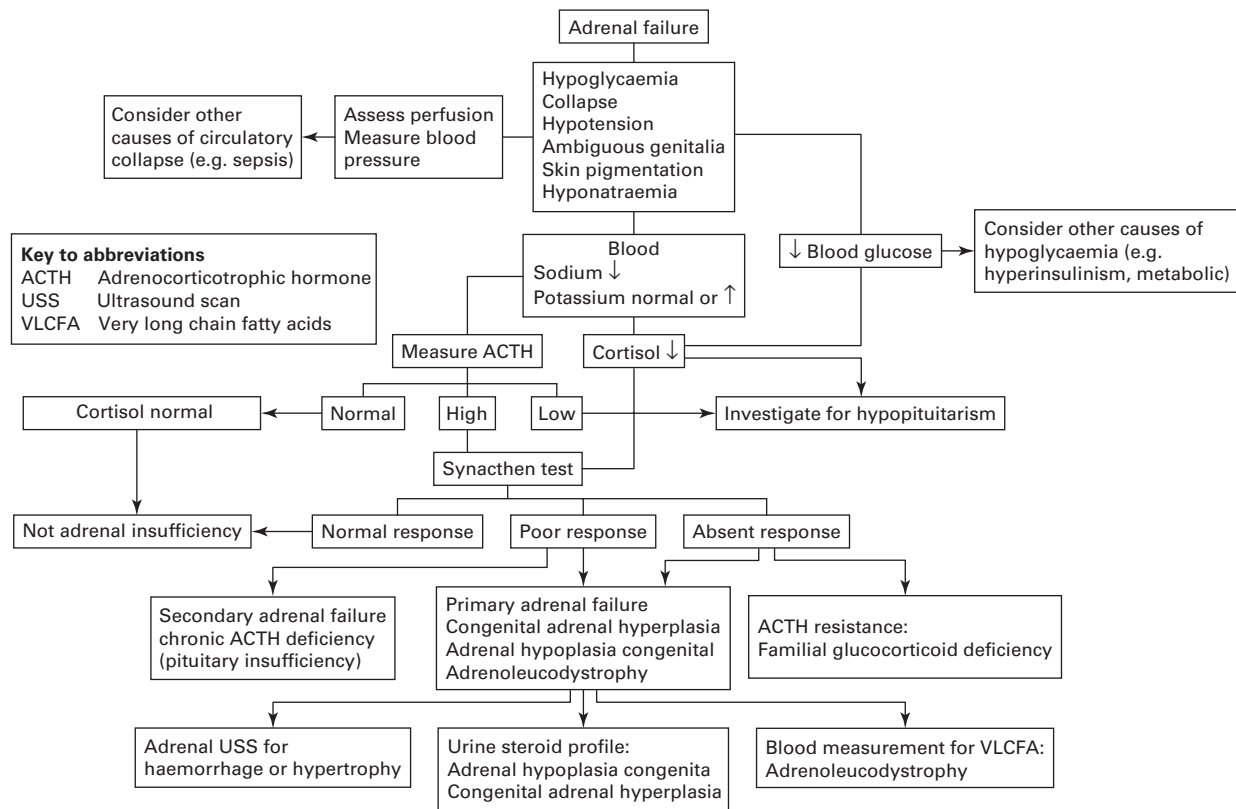 Adrenal failure
Hypoglycaemia
Collapse
Hypotension
Ambiguous genitalia
Skin pigmentation
Hyponatraemia
Assess perfusion
Measure blood
pressure
Consider other
causes of circulatory
collapse (e.g. sepsis)
Key to abbreviations
ACTH Adrenocorticotrophic hormone
USS Ultrasound scan
VLCFA Very long chain fatty acids
Blood
Sodium ↓
Potassium normal or ↑
↓ Blood glucose
Consider other causes of
hypoglycaemia (e.g.
hyperinsulinism, metabolic)
Measure ACTH
Cortisol ↓
Cortisol normal
Normal
High
Low
Investigate for hypopituitarism
Synacthen test
Not adrenal insufficiency
Normal response
Poor response
Absent response
Secondary adrenal failure
chronic ACTH deficiency
(pituitary insufficiency)
Primary adrenal failure
Congenital adrenal hyperplasia
Adrenal hypoplasia congenital
Adrenoleucodystrophy
ACTH resistance:
Familial glucocorticoid deficiency
Adrenal USS for
haemorrhage or hypertrophy
Urine steroid profile:
Adrenal hypoplasia congenita
Congenital adrenal hyperplasia
Blood measurement for VLCFA:
Adrenoleucodystrophy